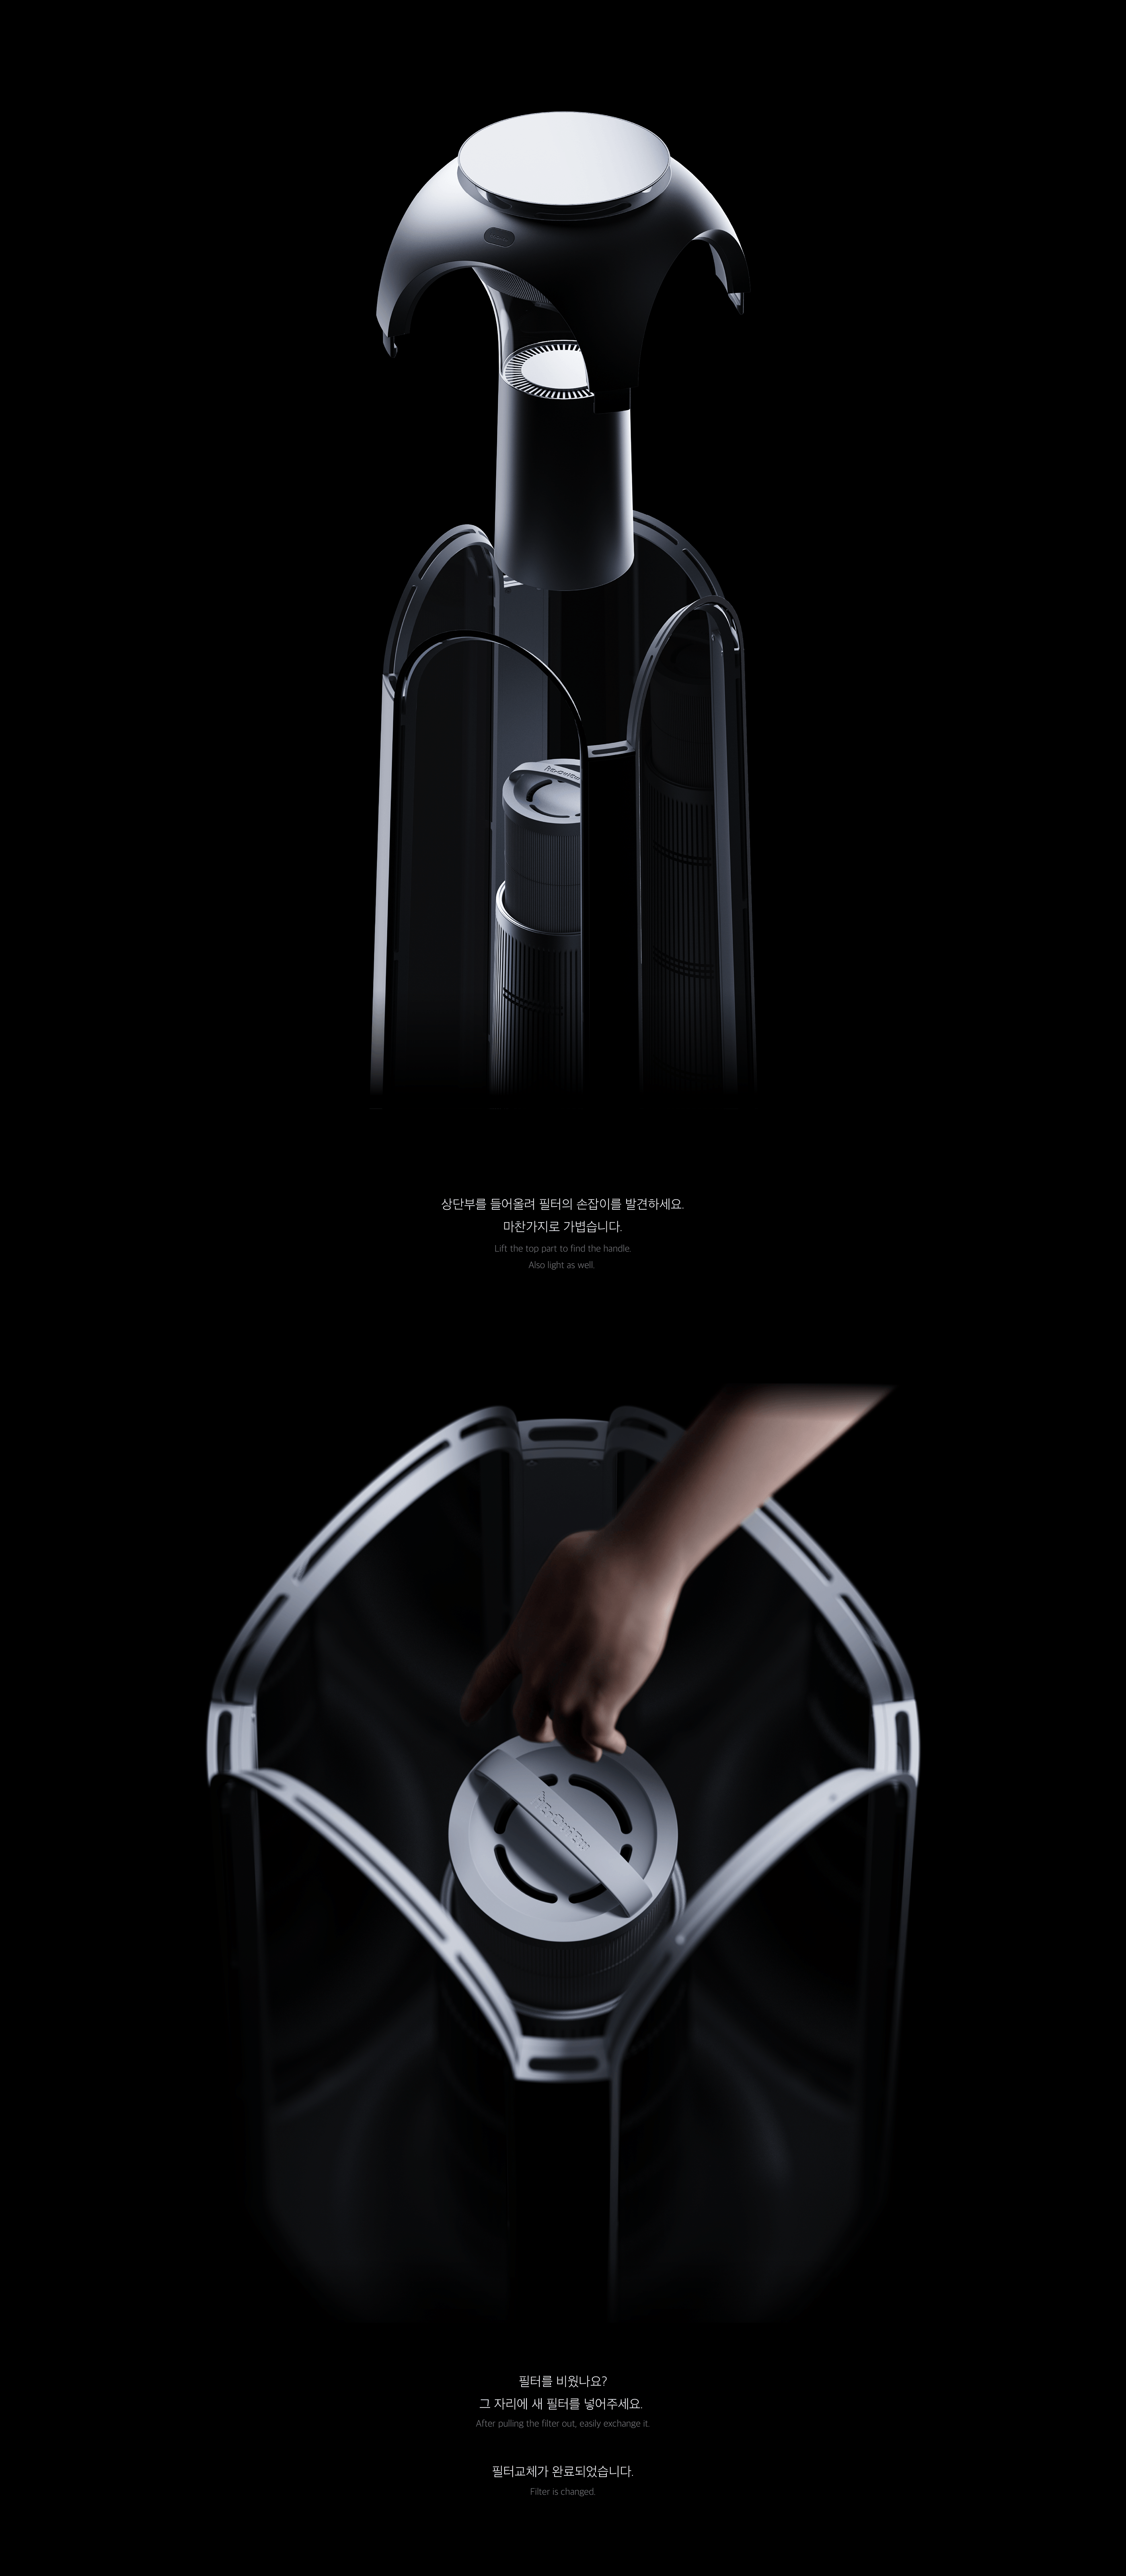 상단부를 들어올려 필터의 손잡이를 발견하세요.
마찬가지로 가볍습니다.
Lift the top part to find the handle.
Also light as well.
필터를 비웠나요?
그 자리에 새 필터를 넣어주세요.
After pulling the filter out, easily exchange it.
필터교체가 완료되었습니다.
Filter is changed.